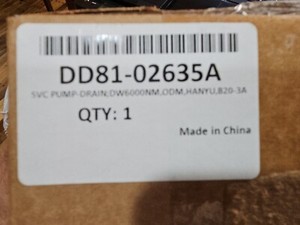 DD81-02635A
SVC PUMP-DRAIN;DW6000NM,ODM,HANYU,B20-3A
QTY: 1
Made in China